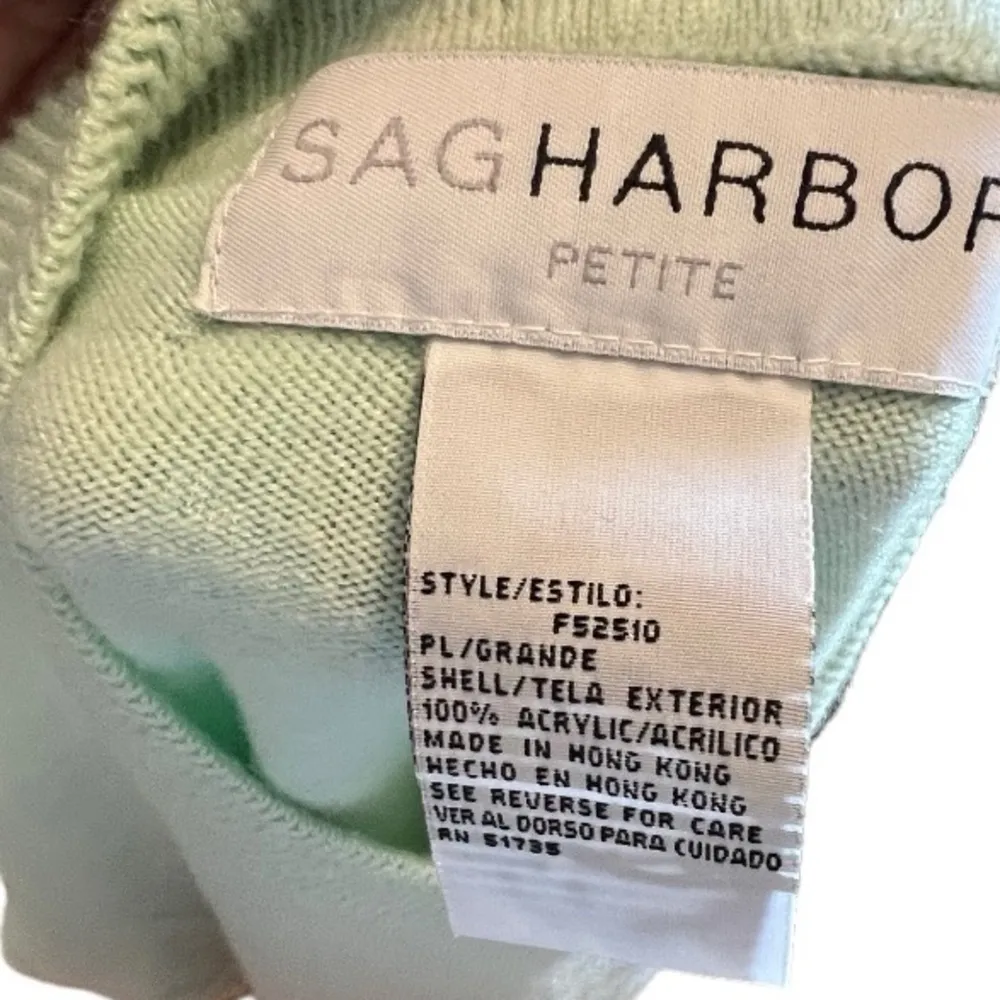 SAGHARBOR
PETITE
STYLE/ESTILO:
F52510
PL/GRANDE
SHELL/TELA EXTERIOR
100% ACRYLIC/ACRILICO
MADE IN HONG KONG
HECHO EN HONG KONG
SEE REVERSE FOR CARE
VER AL DORSO PARA CUIDADO
RN 51735